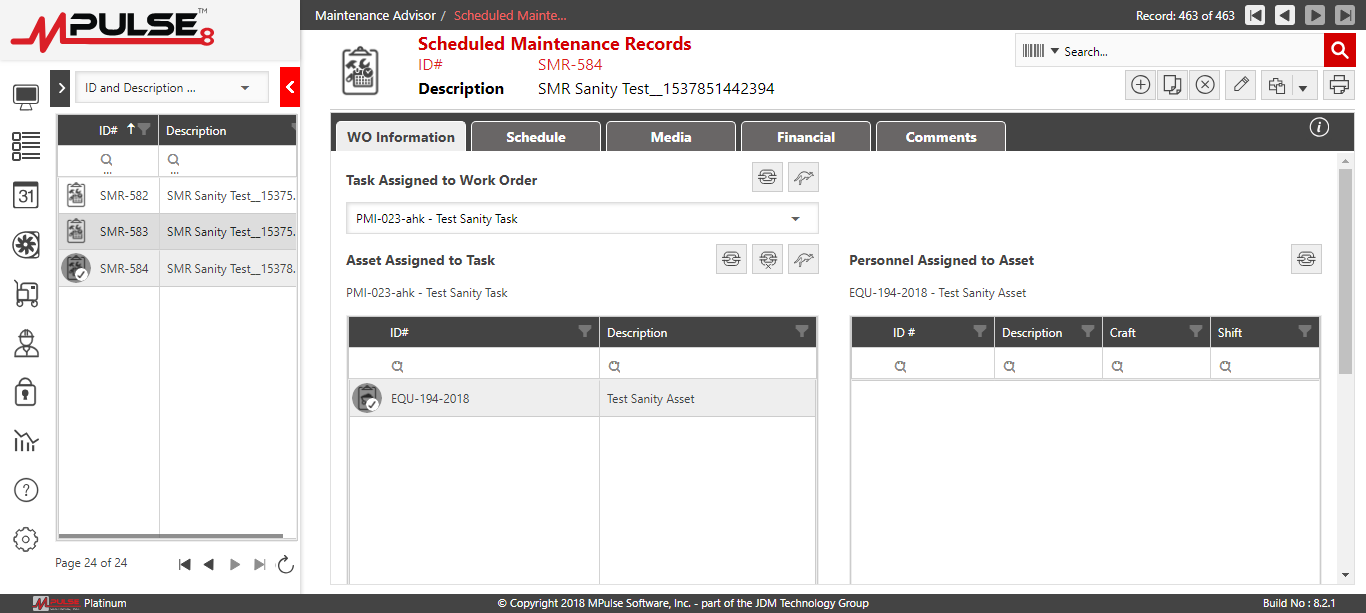 MPULSE 8 ™
Maintenance Advisor / Scheduled Mainte...
Record: 463 of 463
ID and Description ...
Scheduled Maintenance Records
ID# SMR-584
Description SMR Sanity Test__1537851442394
Search...
ID# Description
...
...
SMR-582 SMR Sanity Test__15375.
SMR-583 SMR Sanity Test__15375.
SMR-584 SMR Sanity Test__15378.
Page 24 of 24
31
?
WO Information Schedule Media Financial Comments
i
Task Assigned to Work Order
PMI-023-ahk - Test Sanity Task
Asset Assigned to Task
PMI-023-ahk - Test Sanity Task
ID# Description
EQU-194-2018 Test Sanity Asset
Personnel Assigned to Asset
EQU-194-2018 - Test Sanity Asset
ID # Description Craft Shift
MPULSE Platinum
© Copyright 2018 MPulse Software, Inc. - part of the JDM Technology Group
Build No : 8.2.1